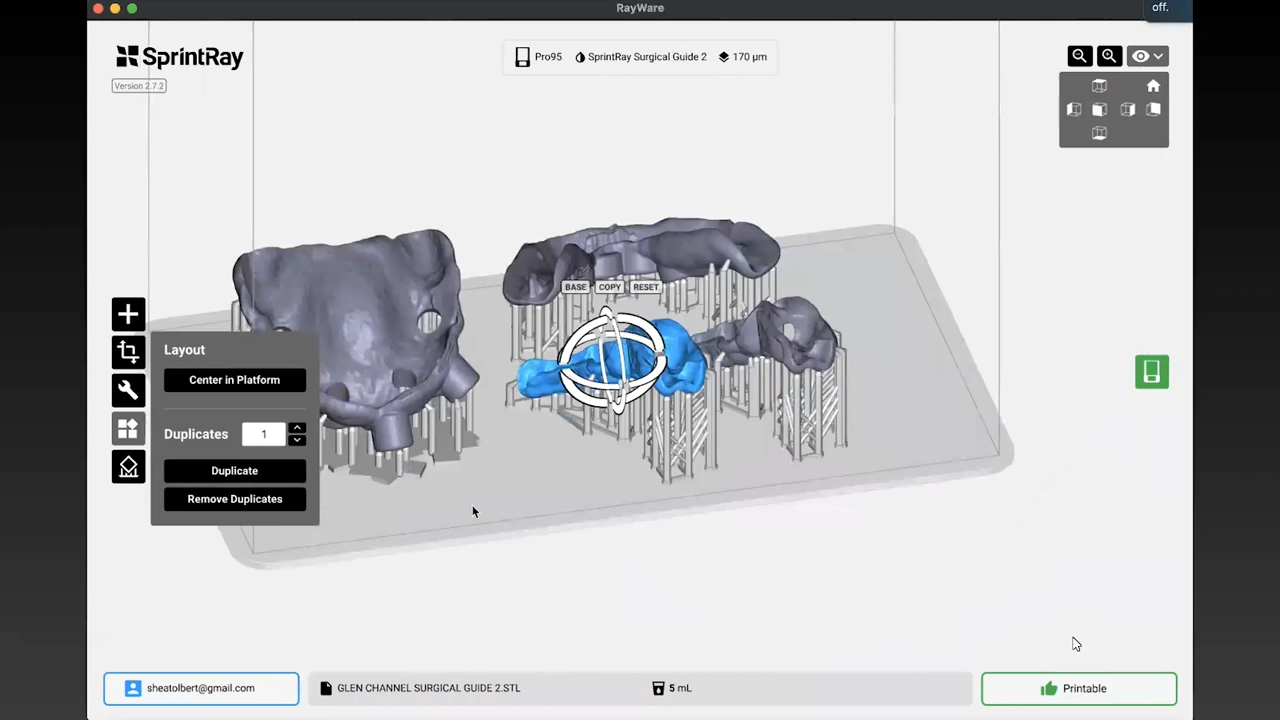 RayWare
off.
SprintRay
Pro95 SprintRay Surgical Guide 2 170 µm
Version 2.7.2
BASE COPY RESET
Layout
Center in Platform
Duplicates 1
Duplicate
Remove Duplicates
sheatolbert@gmail.com GLEN CHANNEL SURGICAL GUIDE 2.STL 5 mL Printable